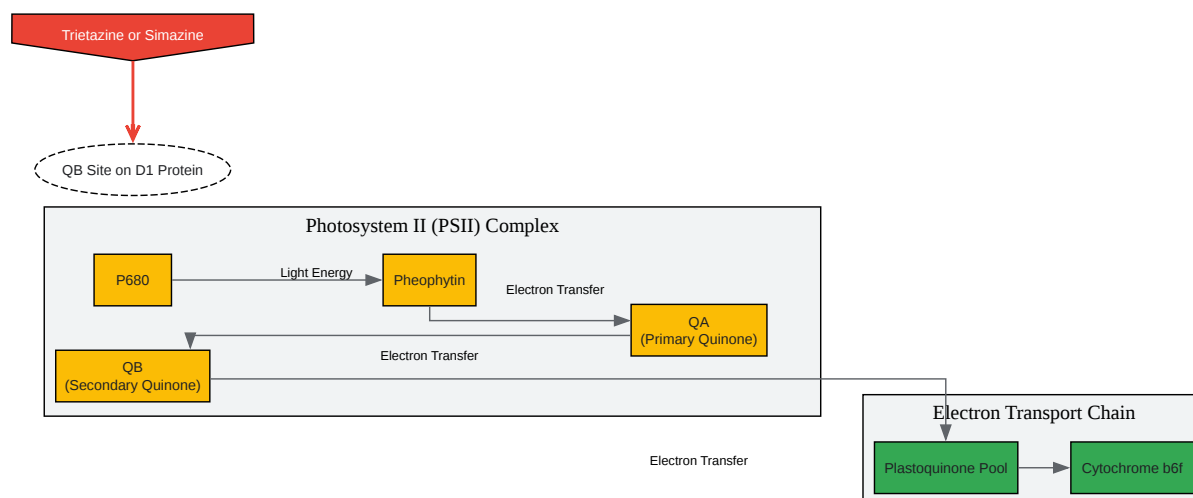 Trietazine or Simazine
QB Site on D1 Protein
Photosystem II (PSII) Complex
P680
Light Energy
Pheophytin
Electron Transfer
QA
(Primary Quinone)
Electron Transfer
QB
(Secondary Quinone)
Electron Transport Chain
Electron Transfer
Plastoquinone Pool
Cytochrome b6f